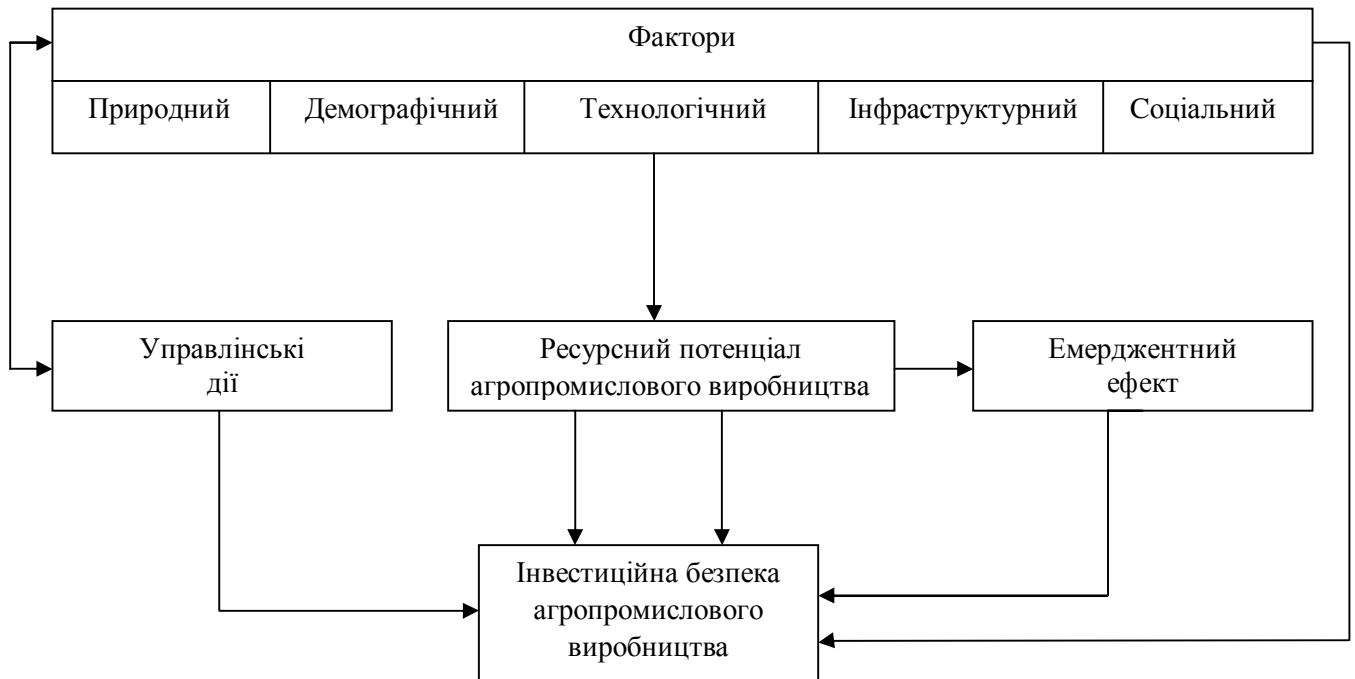 Фактори
Природний Демографічний Технологічний Інфраструктурний Соціальний
Управлінські
дії
Ресурсний потенціал
агропромислового виробництва
Емерджентний
ефект
Інвестиційна безпека
агропромислового
виробництва